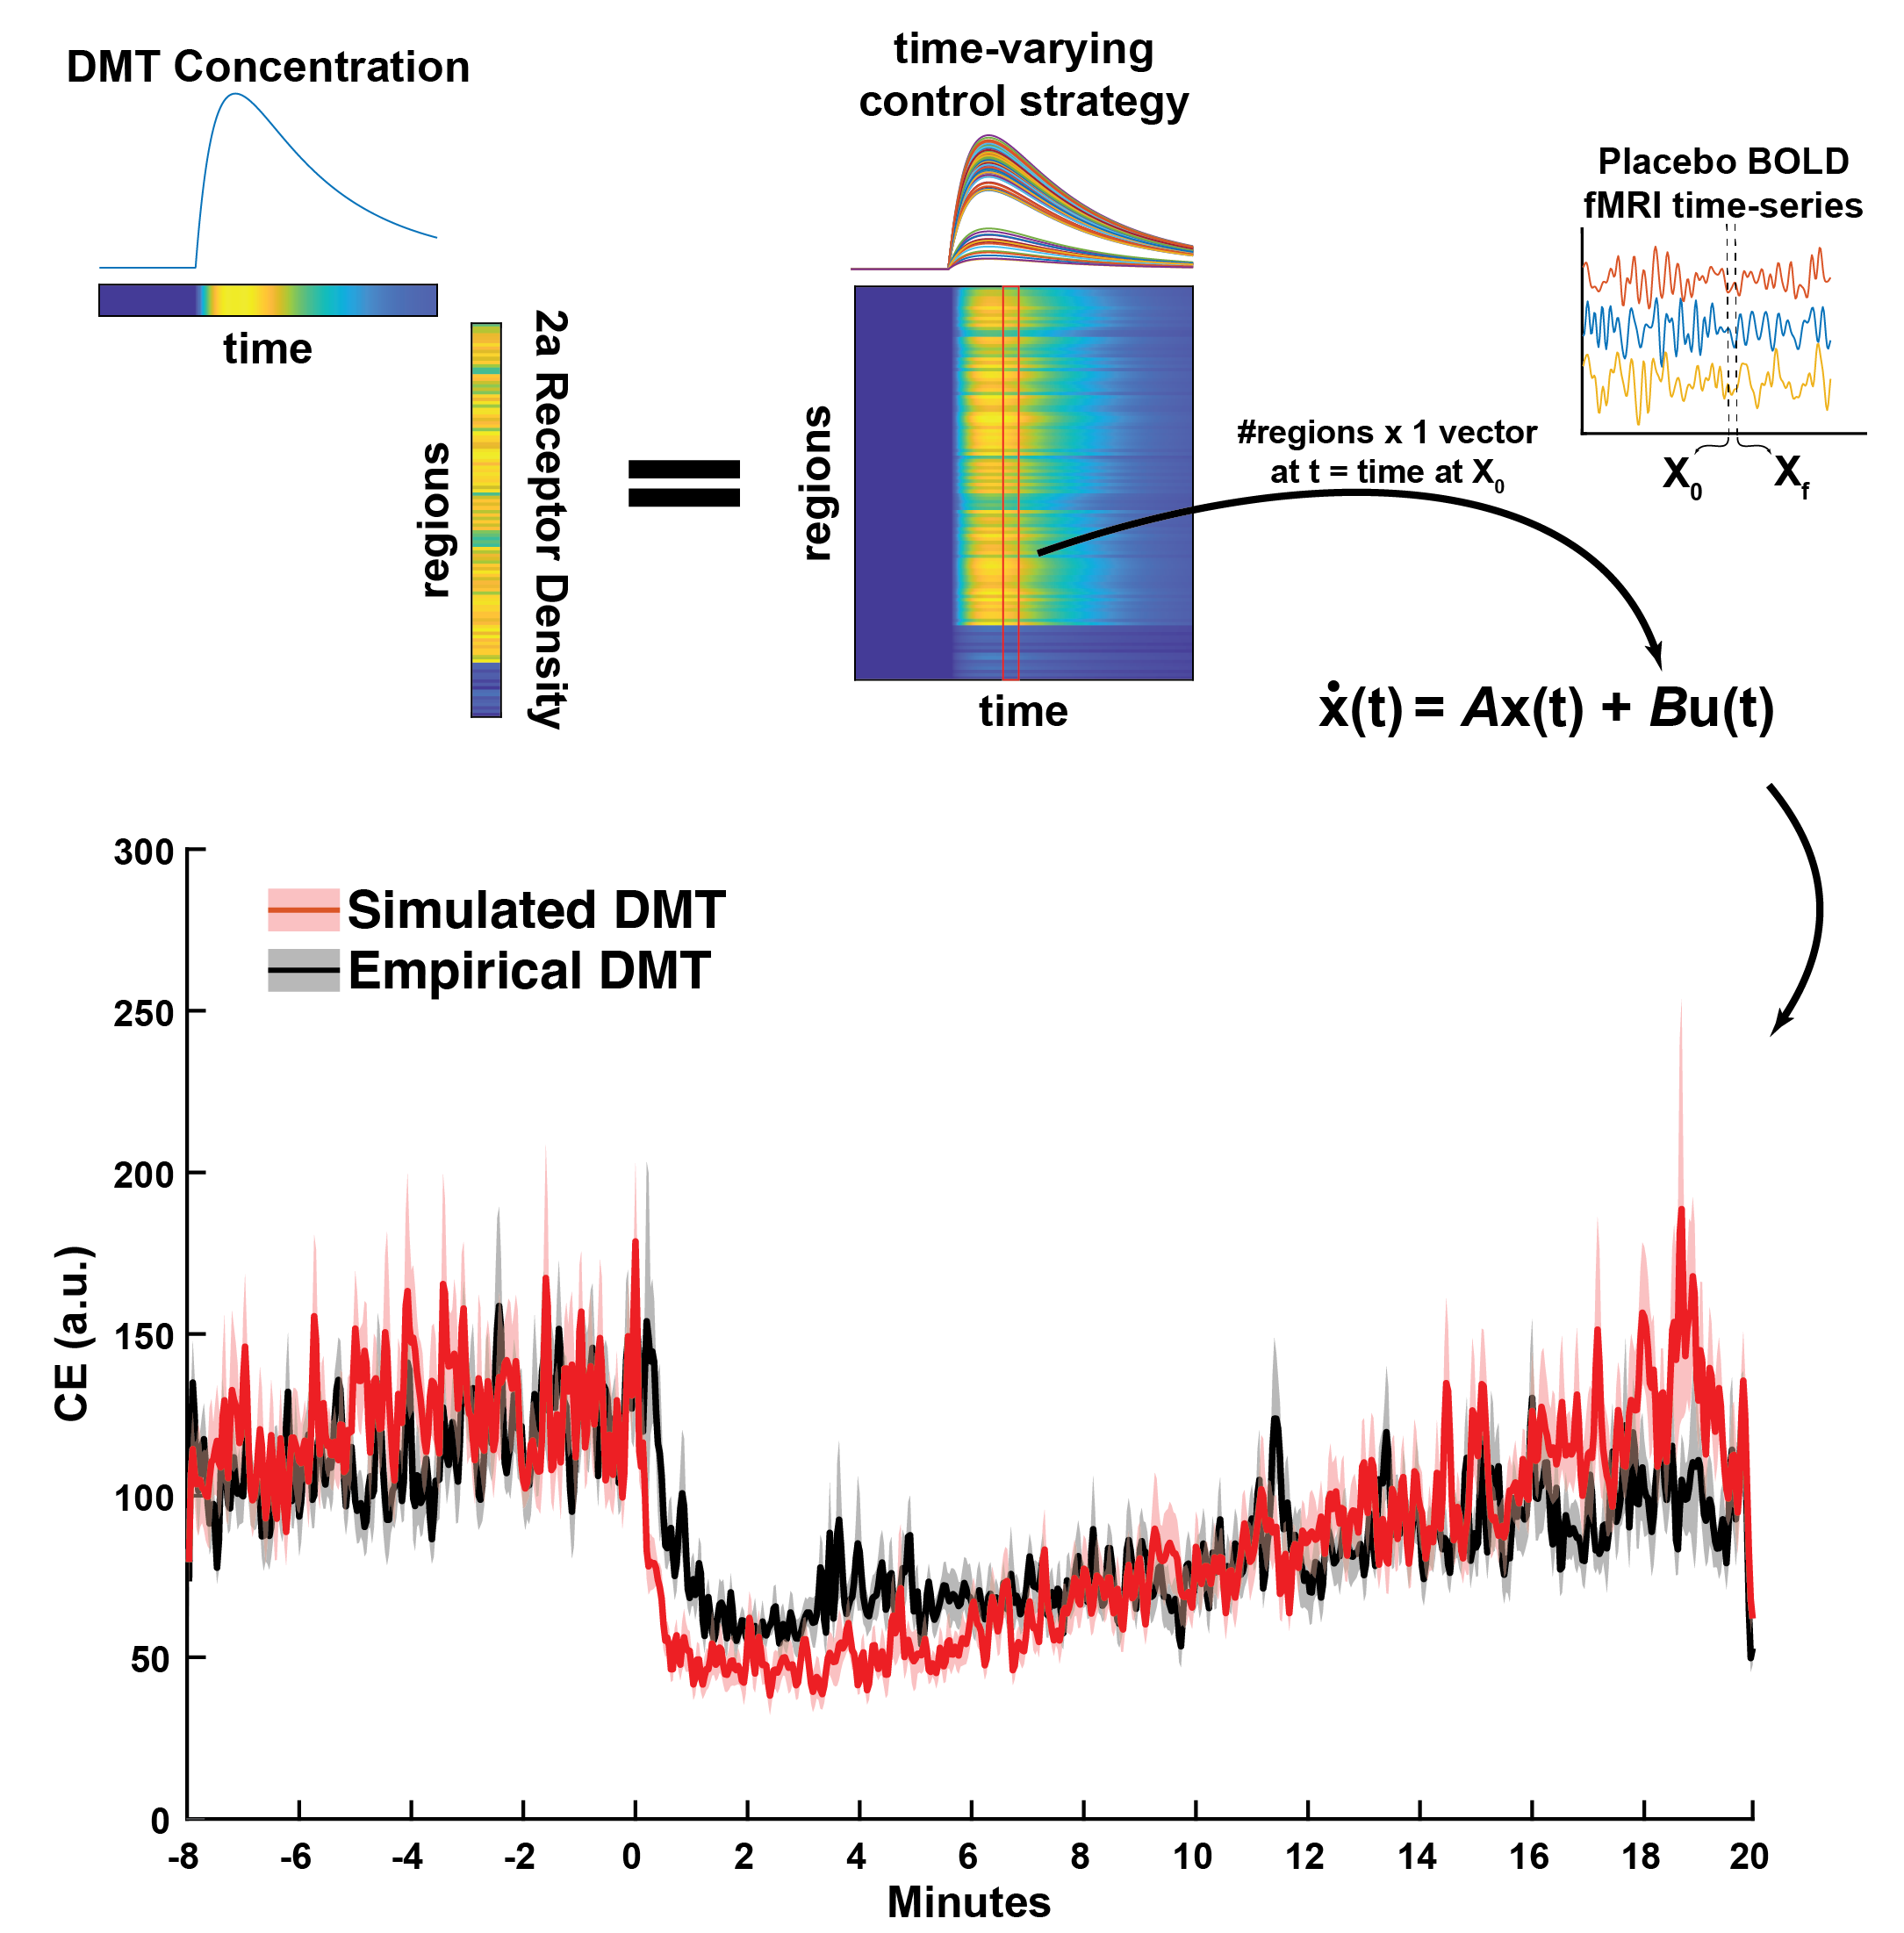 DMT Concentration
time
regions
2a Receptor Density
time-varying
control strategy
regions
time
#regions x 1 vector
at t = time at X0
Placebo BOLD
fMRI time-series
X0
Xf
ẋ(t) = Ax(t) + Bu(t)
Simulated DMT
Empirical DMT
CE (a.u.)
300
250
200
150
100
50
0
-8 -6 -4 -2 0 2 4 6 8 10 12 14 16 18 20
Minutes